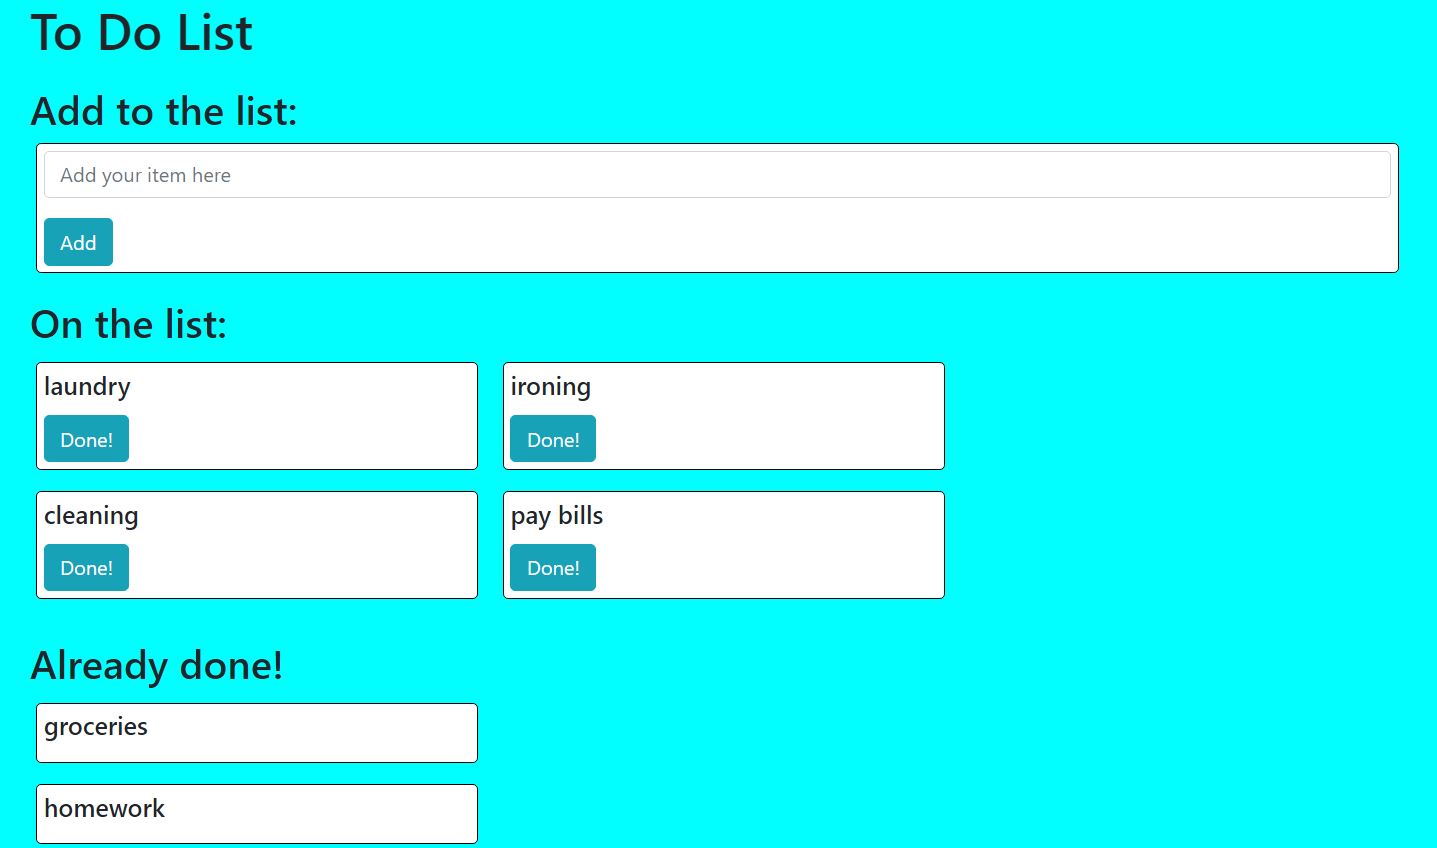 To Do List
Add to the list:
Add your item here
Add
On the list:
laundry
Done!
ironing
Done!
cleaning
Done!
pay bills
Done!
Already done!
groceries
homework